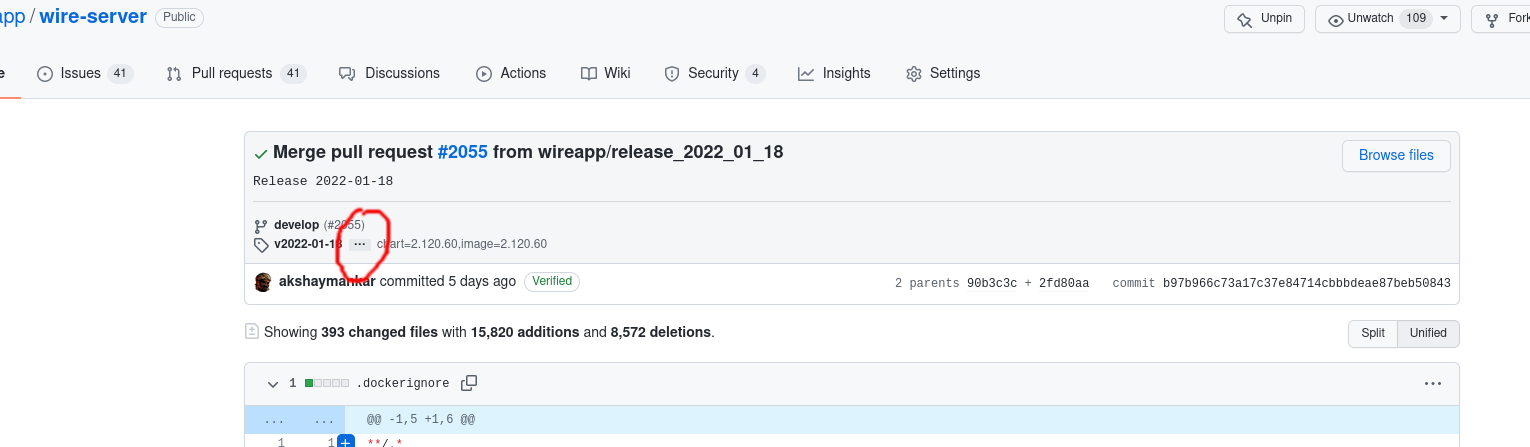 app / wire-server Public
Unpin Unwatch 109 Fork
e Issues 41 Pull requests 41 Discussions Actions Wiki Security 4 Insights Settings
Merge pull request #2055 from wireapp/release_2022_01_18
Browse files
Release 2022-01-18
develop (#2055)
v2022-01-18 ... chart=2.120.60,image=2.120.60
akshaymankar committed 5 days ago Verified
2 parents 90b3c3c + 2fd80aa commit b97b966c73a17c37e84714cbbbdeae87beb50843
Showing 393 changed files with 15,820 additions and 8,572 deletions.
Split Unified
1 .dockerignore ...
... ... @@ -1,5 +1,6 @@
1 1 + **/.*